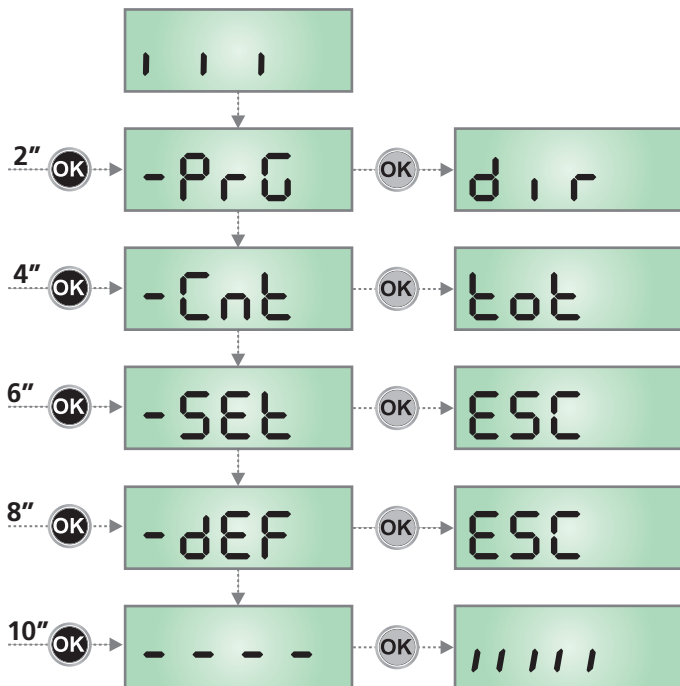 ı ı ı
2” OK -PrG OK dır
4” OK -Cnt OK tot
6” OK -SEt OK ESC
8” OK -dEF OK ESC
10” OK - - - - OK ı ı ı ı ı